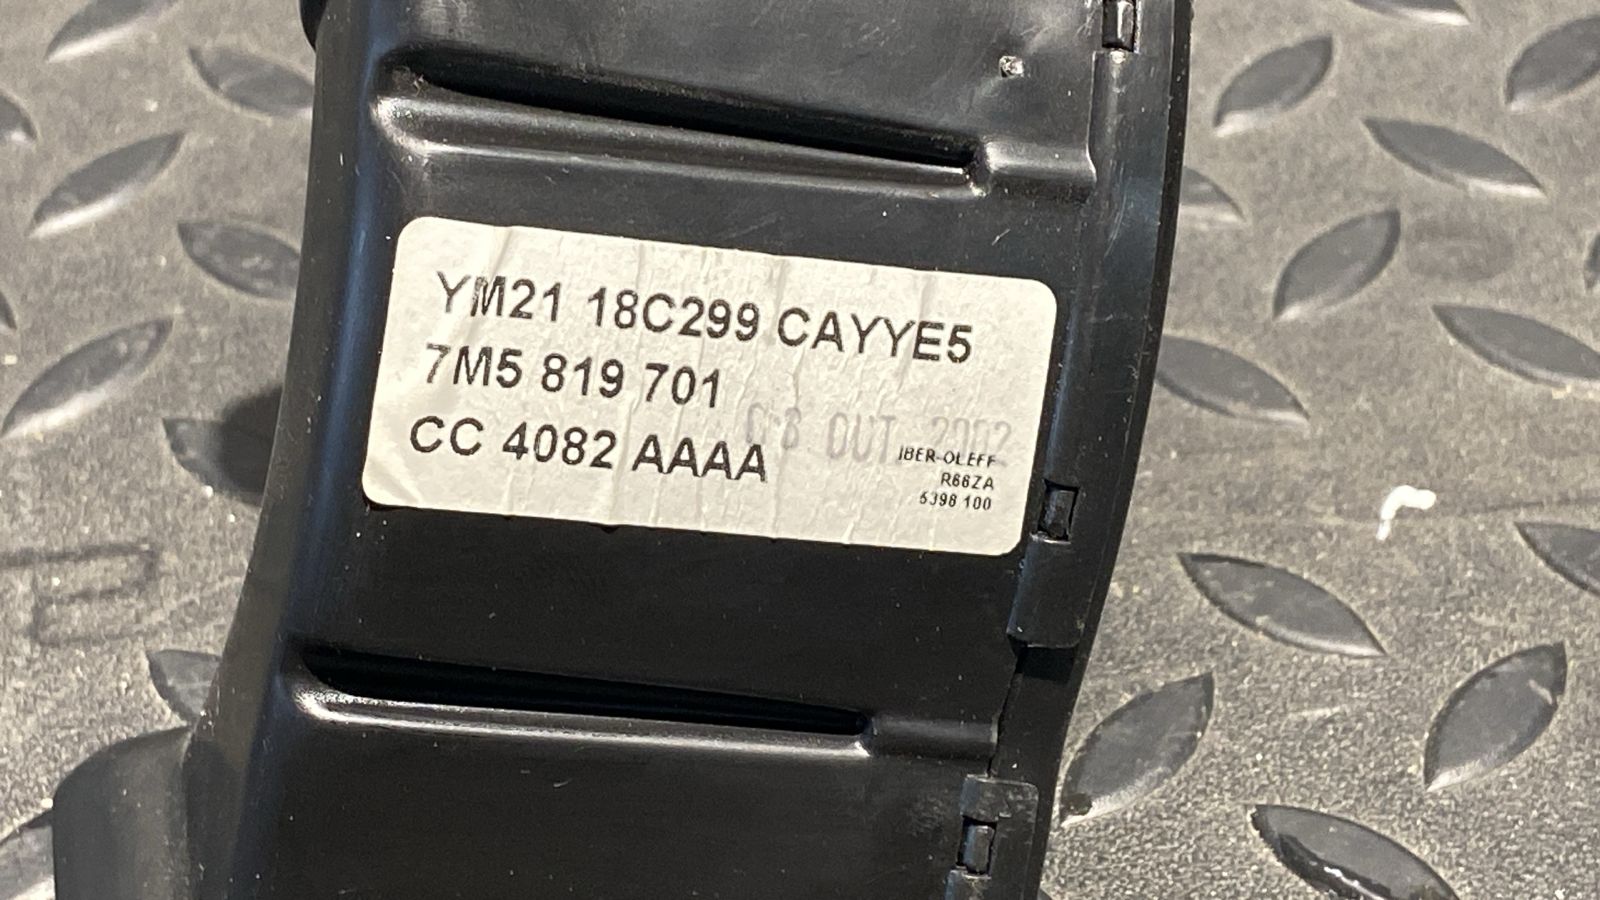 YM21 18C299 CAYYE5
7M5 819 701
CC 4082 AAAA
OUT 2002
IBER-OLEFF
R66ZA
5398 100